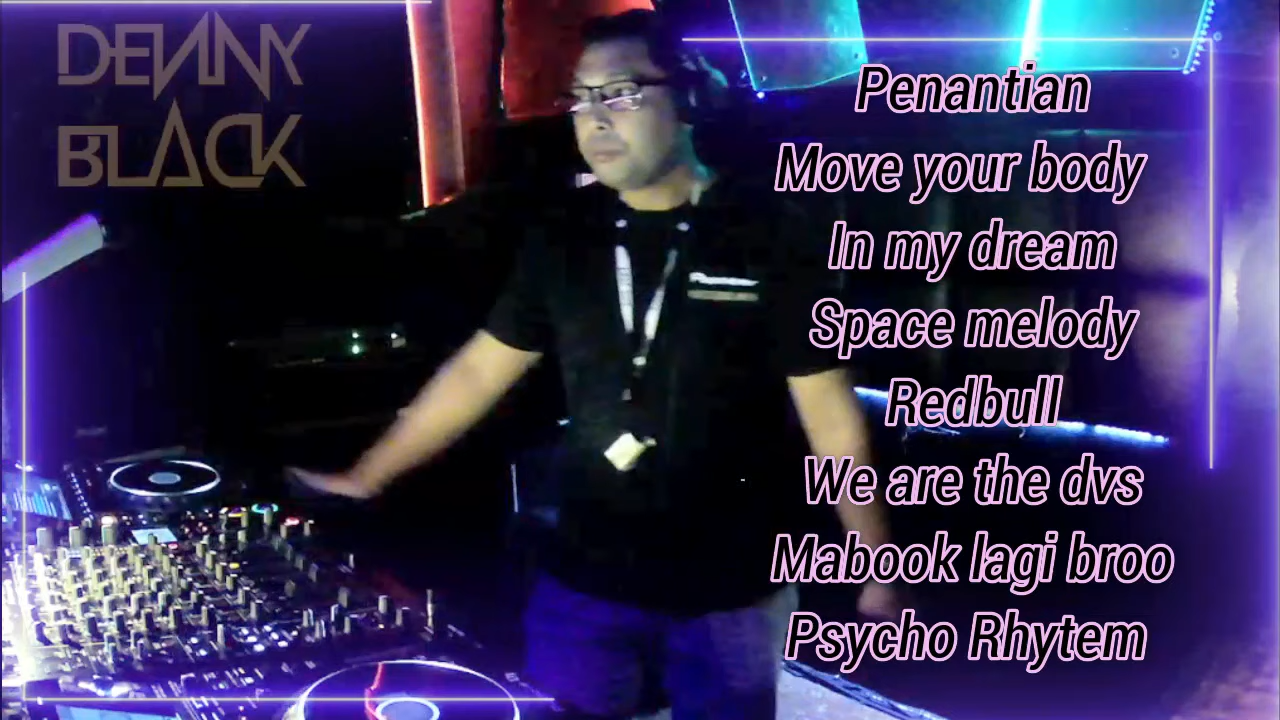 DENNY
BLACK
Penantian
Move your body
In my dream
Space melody
Redbull
We are the dvs
Mabook lagi broo
Psycho Rhytem